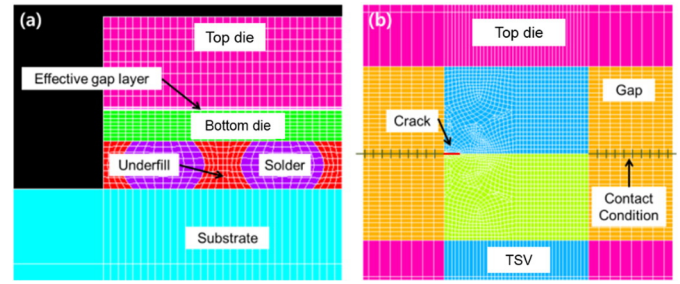 (a)
Top die
Effective gap layer
Bottom die
Underfill
Solder
Substrate
(b)
Top die
Gap
Crack
Contact
Condition
TSV